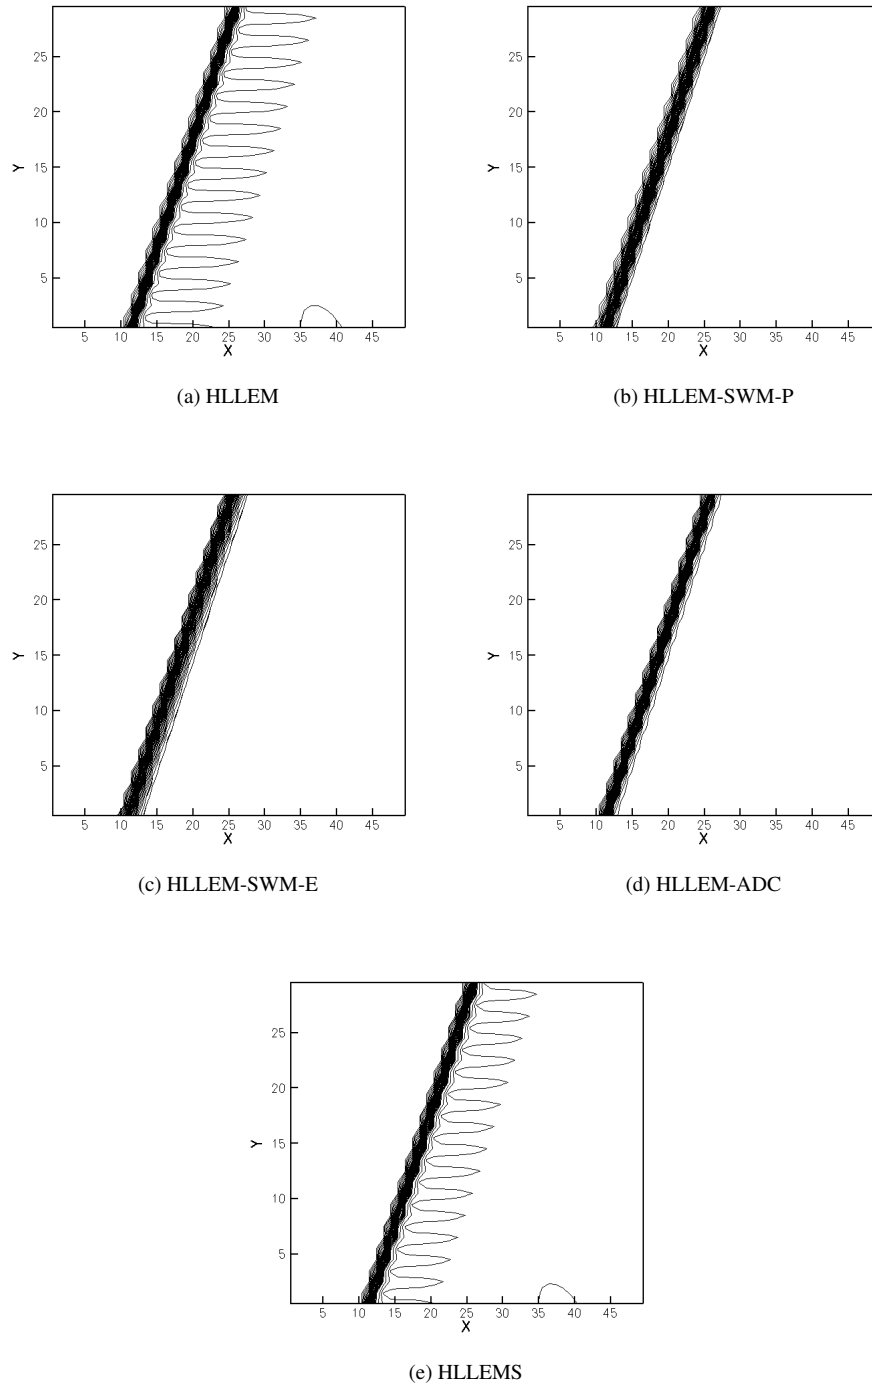 25
20
Y
15
10
5
5 10 15 20 25 30 35 40 45
X
(a) HLLEM
25
20
Y
15
10
5
5 10 15 20 25 30 35 40 45
X
(b) HLLEM-SWM-P
25
20
Y
15
10
5
5 10 15 20 25 30 35 40 45
X
(c) HLLEM-SWM-E
25
20
Y
15
10
5
5 10 15 20 25 30 35 40 45
X
(d) HLLEM-ADC
25
20
Y
15
10
5
5 10 15 20 25 30 35 40 45
X
(e) HLLEMS